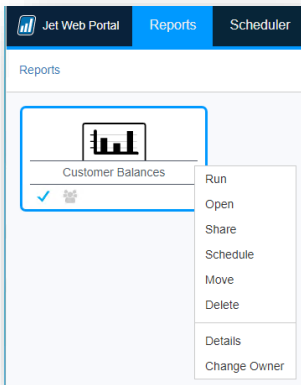 Jet Web Portal Reports Scheduler
Reports
Customer Balances
Run
Open
Share
Schedule
Move
Delete
Details
Change Owner